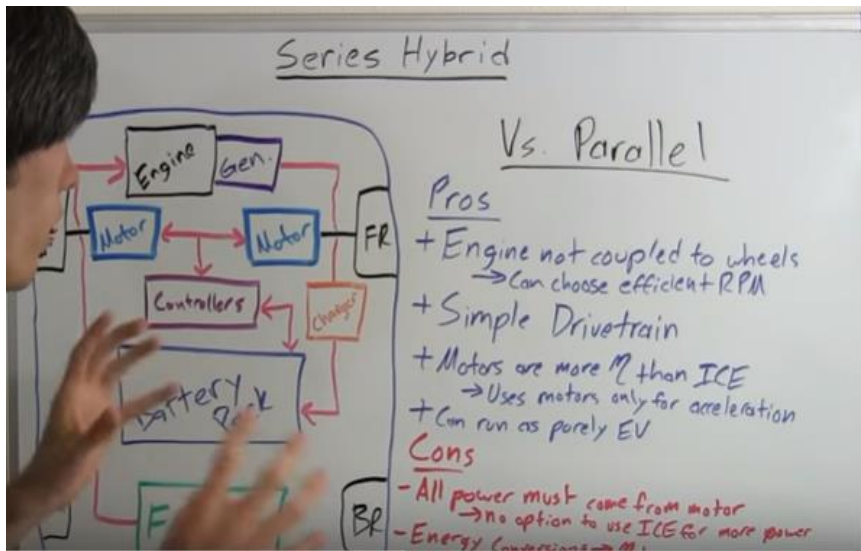 Series Hybrid
Vs. Parallel
Engine
Gen.
Motor
Motor
FR
Controllers
Charger
Battery
Pack
F
BR
Pros
+ Engine not coupled to wheels
→ Can choose efficient RPM
+ Simple Drivetrain
+ Motors are more η than ICE
→ Uses motors only for acceleration
+ Can run as purely EV
Cons
- All power must come from motor
→ no option to use ICE for more power
- Energy Conversions →